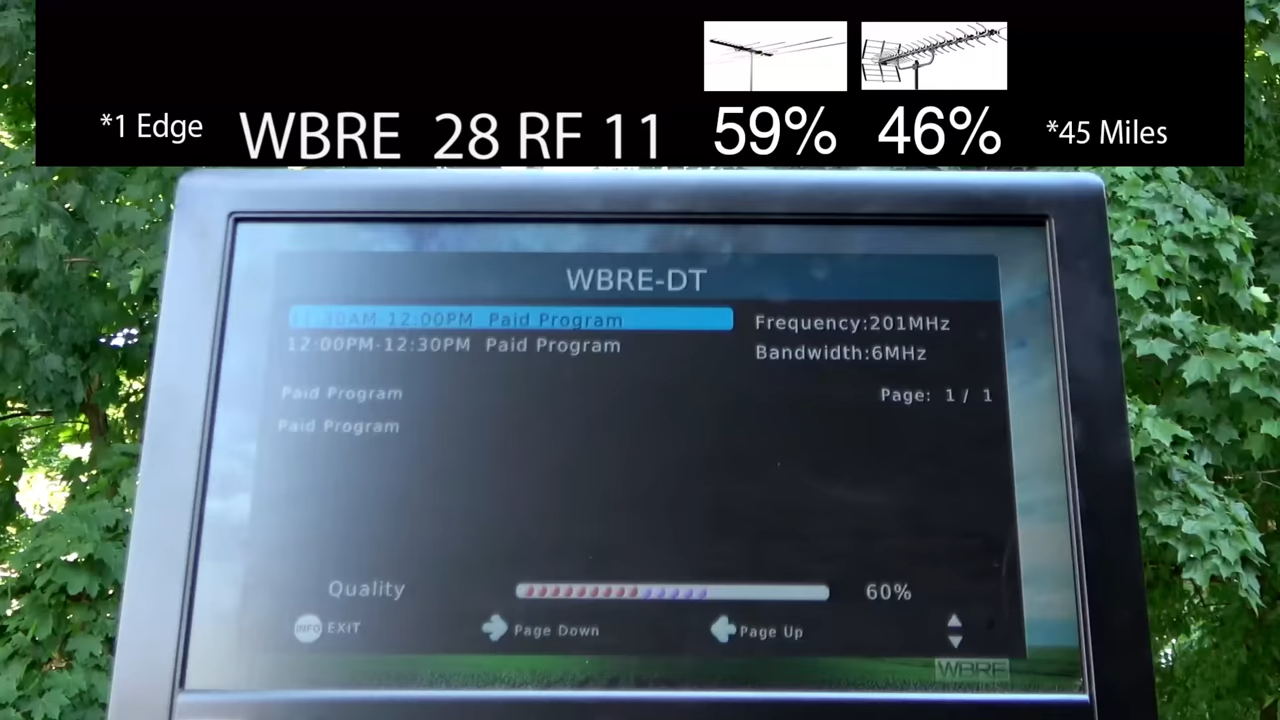 *1 Edge WBRE 28 RF 11 59% 46% *45 Miles
WBRE-DT
11:30AM-12:00PM Paid Program
12:00PM-12:30PM Paid Program
Frequency:201MHz
Bandwidth:6MHz
Paid Program
Page: 1 / 1
Paid Program
Quality 60%
INFO EXIT Page Down Page Up
WBRE